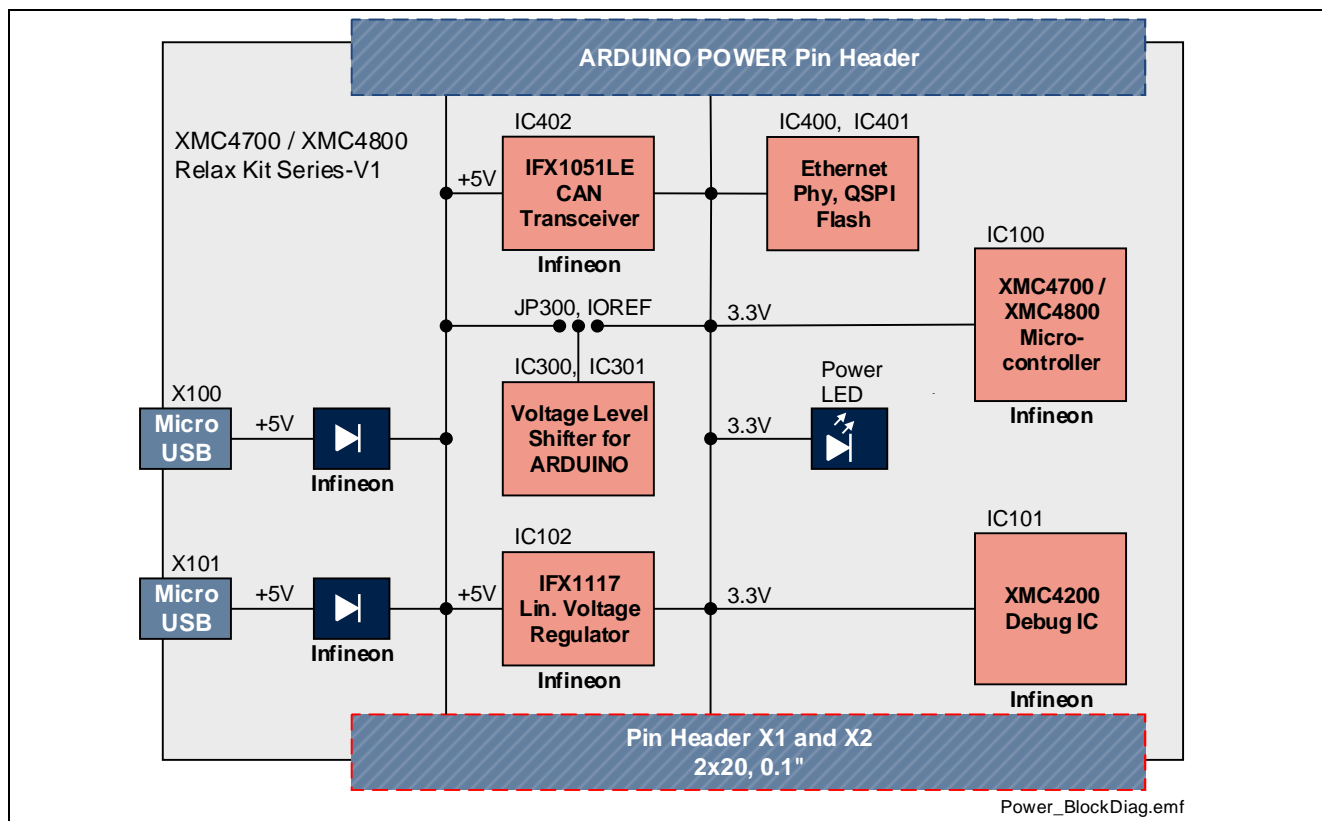 ARDUINO POWER Pin Header
XMC4700 / XMC4800
Relax Kit Series-V1
IC402
IFX1051LE
CAN
Transceiver
Infineon
+5V
IC400, IC401
Ethernet
Phy, QSPI
Flash
IC100
XMC4700 /
XMC4800
Micro-
controller
Infineon
JP300, IOREF
3.3V
IC300, IC301
Voltage Level
Shifter for
ARDUINO
Power
LED
3.3V
X100
Micro
USB
+5V
Infineon
X101
Micro
USB
+5V
Infineon
+5V
IC102
IFX1117
Lin. Voltage
Regulator
Infineon
3.3V
IC101
XMC4200
Debug IC
Infineon
Pin Header X1 and X2
2x20, 0.1"
Power_BlockDiag.emf